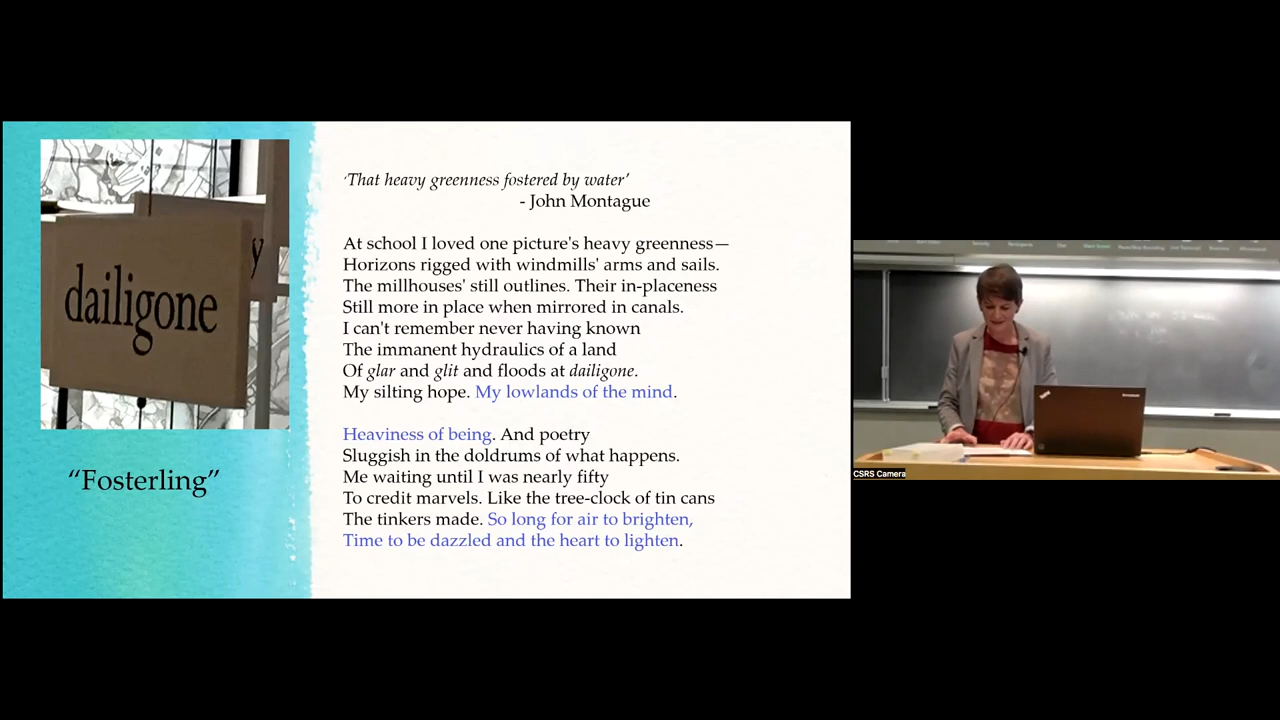 dailigone
y
“Fosterling”
‘That heavy greenness fostered by water’
- John Montague
At school I loved one picture's heavy greenness—
Horizons rigged with windmills' arms and sails.
The millhouses' still outlines. Their in-placeness
Still more in place when mirrored in canals.
I can't remember never having known
The immanent hydraulics of a land
Of glar and glit and floods at dailigone.
My silting hope. My lowlands of the mind.
Heaviness of being. And poetry
Sluggish in the doldrums of what happens.
Me waiting until I was nearly fifty
To credit marvels. Like the tree-clock of tin cans
The tinkers made. So long for air to brighten,
Time to be dazzled and the heart to lighten.
CSRS Camera